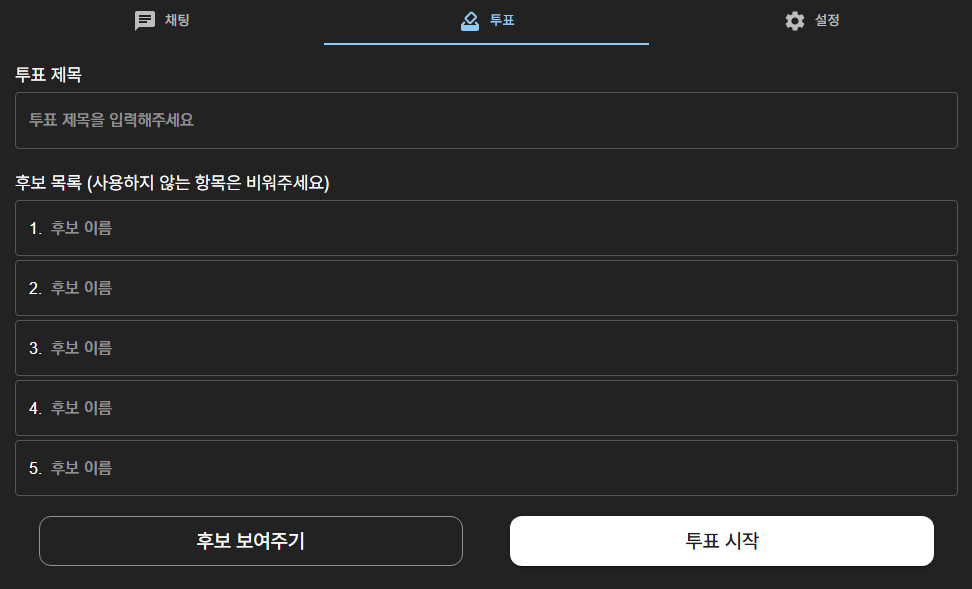 채팅
투표
설정
투표 제목
투표 제목을 입력해주세요
후보 목록 (사용하지 않는 항목은 비워주세요)
1. 후보 이름
2. 후보 이름
3. 후보 이름
4. 후보 이름
5. 후보 이름
후보 보여주기
투표 시작